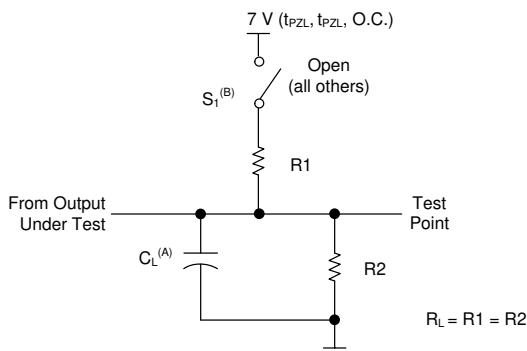 7 V (tPZL, tPZL, O.C.)
Open
(all others)
S1(B)
R1
From Output
Under Test
Test
Point
CL(A)
R2
RL = R1 = R2